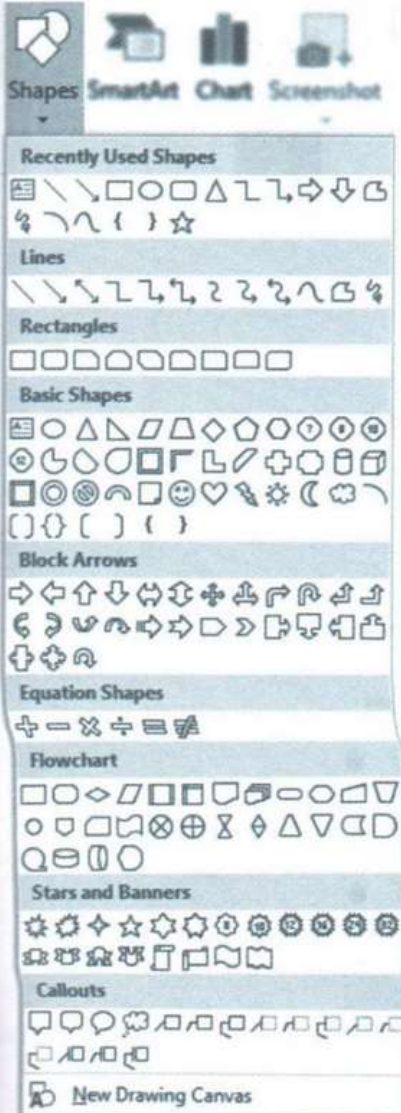 Shapes SmartArt Chart Screenshot
Recently Used Shapes
Lines
Rectangles
Basic Shapes
Block Arrows
Equation Shapes
Flowchart
Stars and Banners
Callouts
New Drawing Canvas